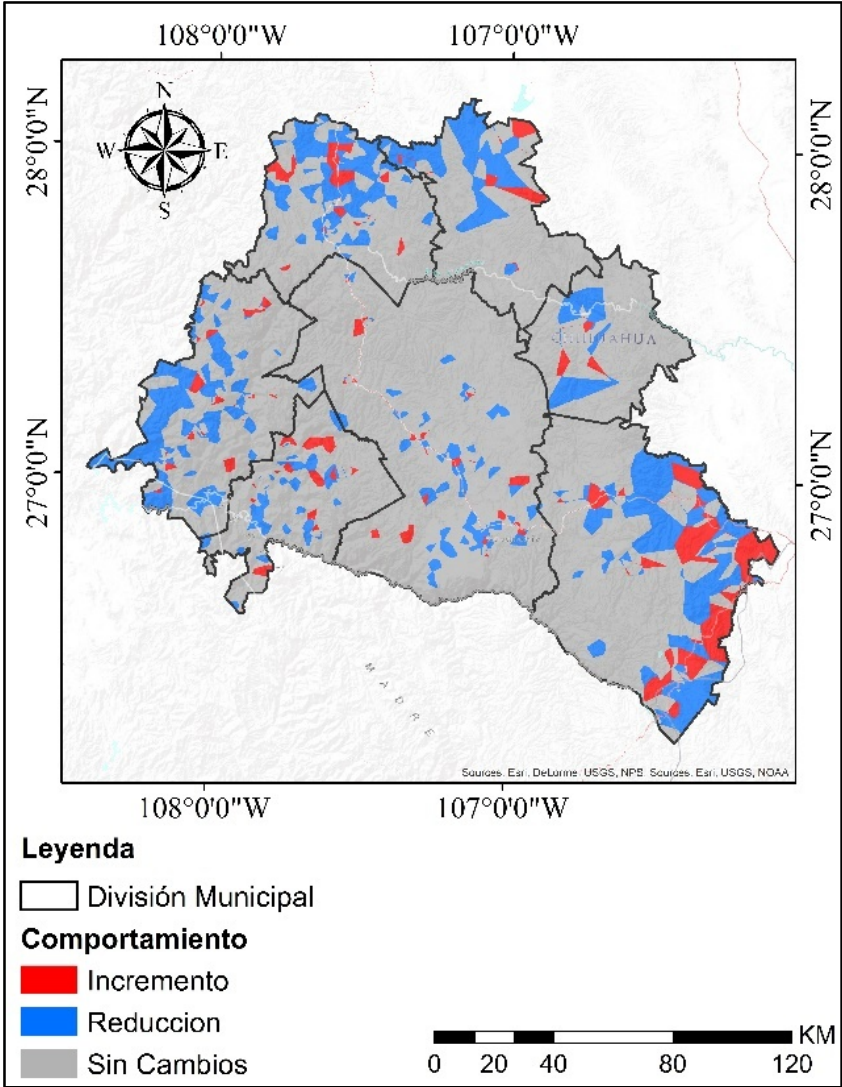 108°0'0"W 107°0'0"W
N
W E
S
28°0'0"N 28°0'0"N
27°0'0"N 27°0'0"N
MADRE
Sources: Esri, DeLorme, USGS, NPS Sources: Esri, USGS, NOAA
108°0'0"W 107°0'0"W
Leyenda
División Municipal
Comportamiento
Incremento
Reduccion
Sin Cambios
KM
0 20 40 80 120